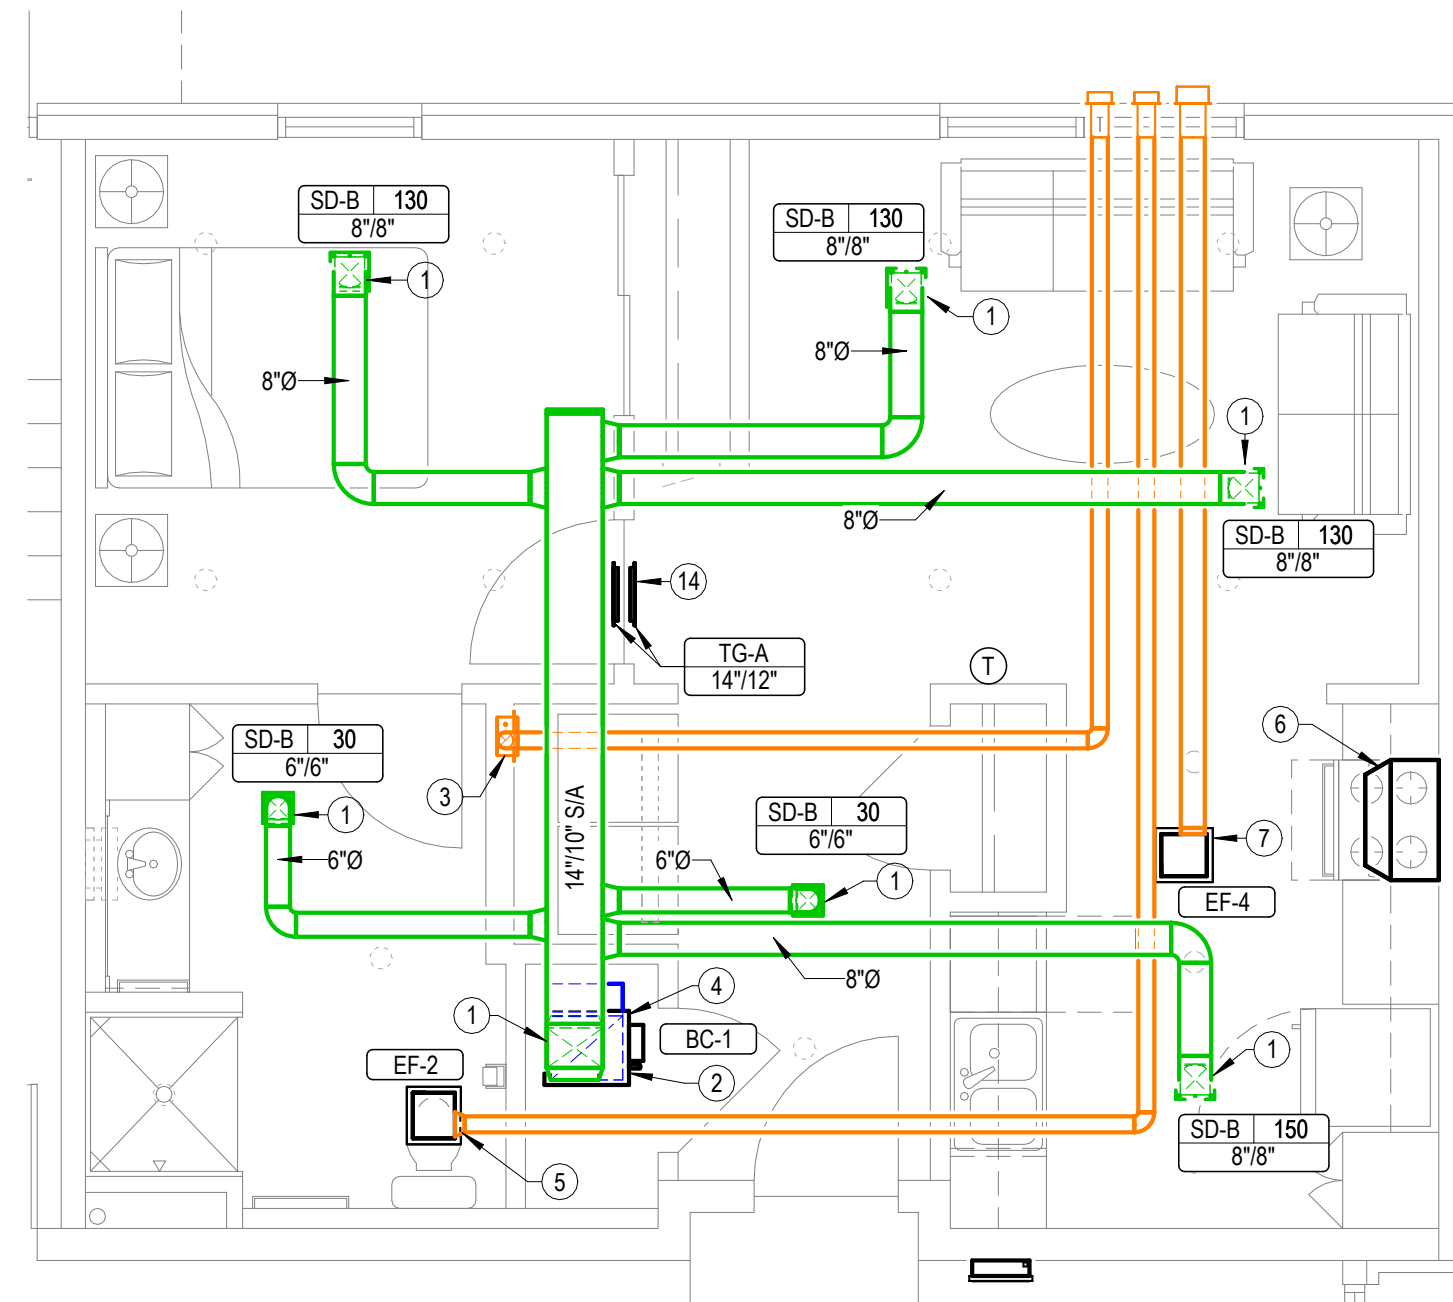 SD-B 130
8"/8"
SD-B 130
8"/8"
1
1
8"Ø
8"Ø
1
8"Ø
SD-B 130
8"/8"
14
TG-A
14"/12"
T
6
SD-B 30
6"/6"
3
1
14"/10" S/A
SD-B 30
6"/6"
7
6"Ø
6"Ø
1
EF-4
8"Ø
4
1
BC-1
1
EF-2
2
SD-B 150
8"/8"
5